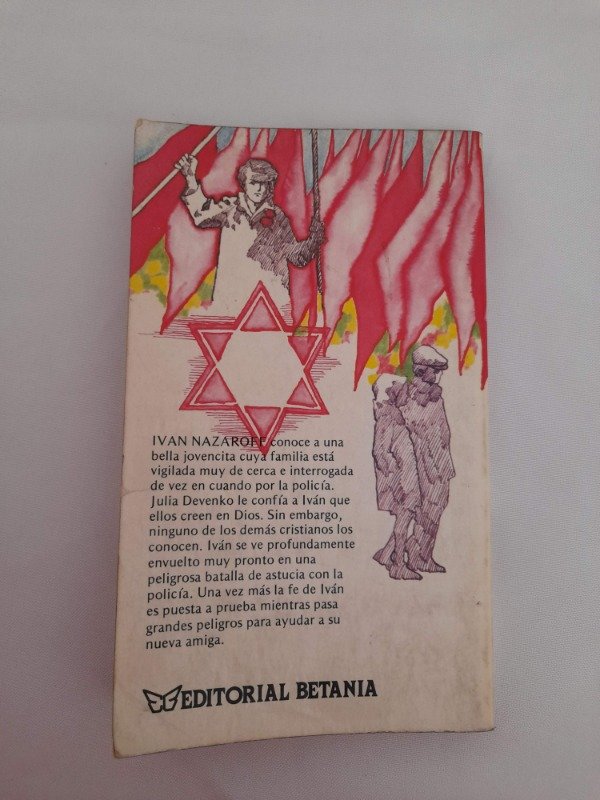 IVAN NAZAROFF conoce a una
bella jovencita cuya familia está
vigilada muy de cerca e interrogada
de vez en cuando por la policía.
Julia Devenko le confía a Iván que
ellos creen en Dios. Sin embargo,
ninguno de los demás cristianos los
conocen. Iván se ve profundamente
envuelto muy pronto en una
peligrosa batalla de astucia con la
policía. Una vez más la fe de Iván
es puesta a prueba mientras pasa
grandes peligros para ayudar a su
nueva amiga.
EDITORIAL BETANIA